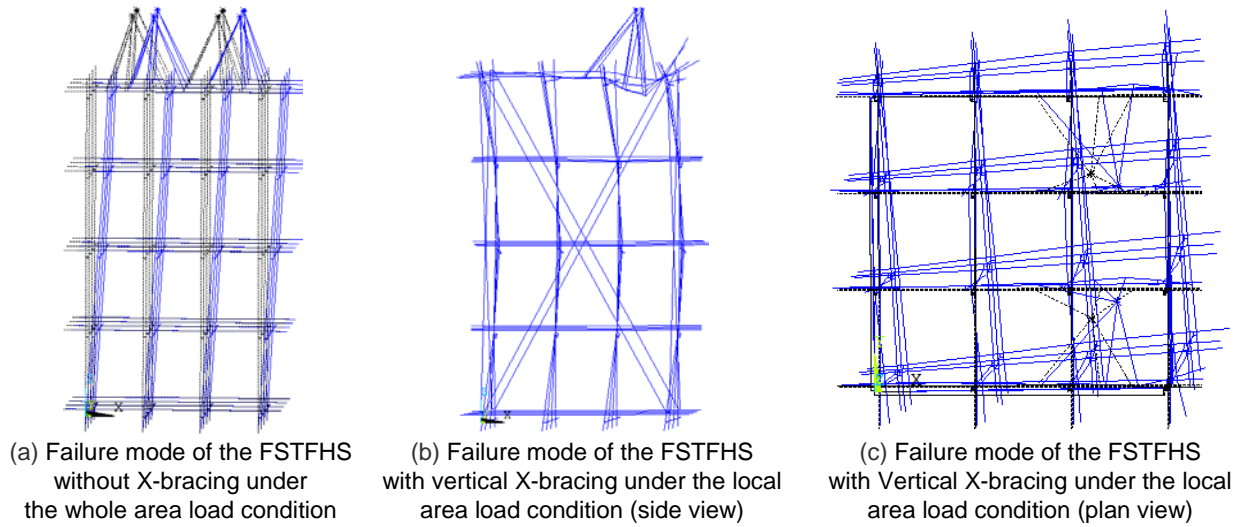 X
X
X
(a) Failure mode of the FSTFHS
without X-bracing under
the whole area load condition
(b) Failure mode of the FSTFHS
with vertical X-bracing under the local
area load condition (side view)
(c) Failure mode of the FSTFHS
with Vertical X-bracing under the local
area load condition (plan view)